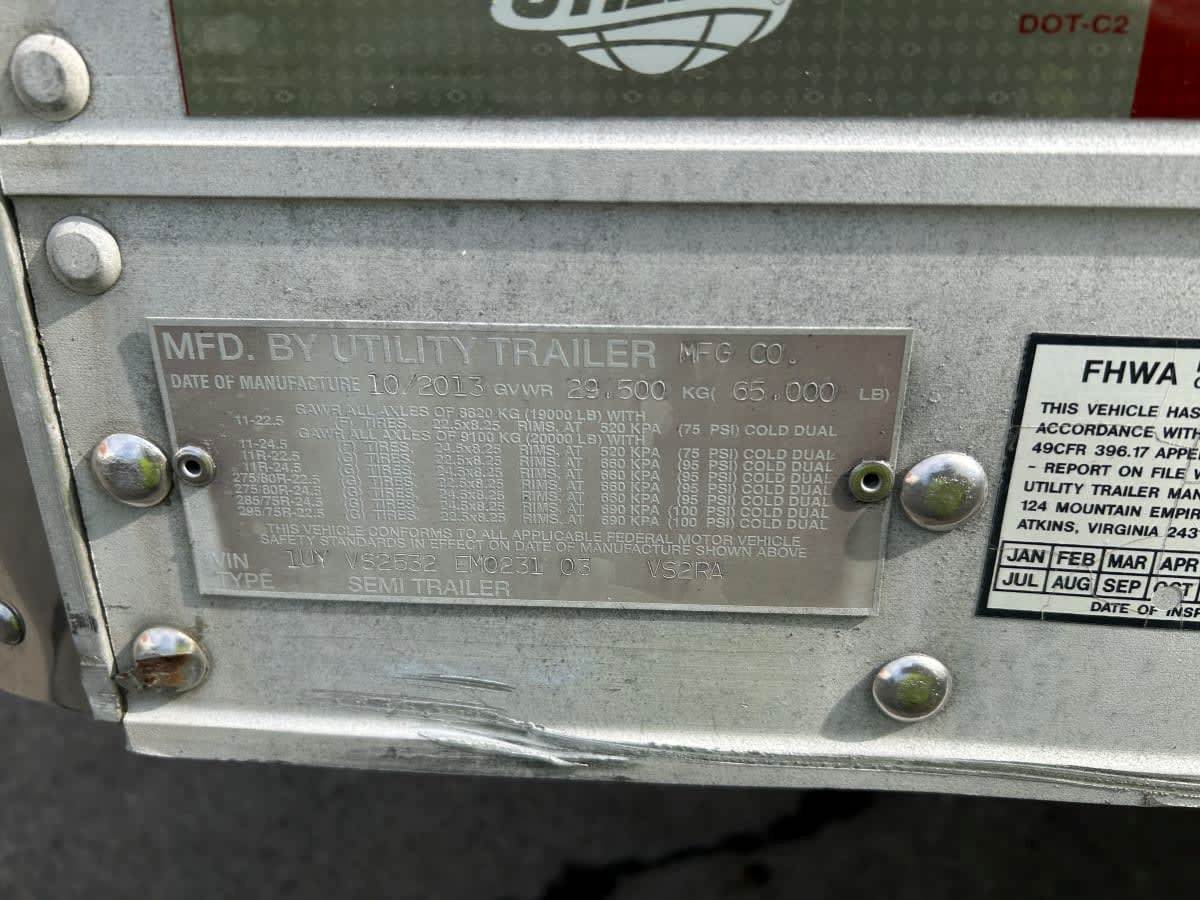 DOT-C2
MFD. BY UTILITY TRAILER MFG CO.
DATE OF MANUFACTURE 10/2013 GVWR 29.500 KG( 65.000 LB)
GAWR ALL AXLES OF 8620 KG (19000 LB) WITH
11-22.5 (F) TIRES, 22.5x8.25 RIMS, AT 520 KPA (75 PSI) COLD DUAL
GAWR ALL AXLES OF 9100 KG (20000 LB) WITH
11-24.5 (G) TIRES, RIMS, AT 520 KPA (75 PSI) COLD DUAL
11R-22.5 (G) TIRES, RIMS, AT 660 KPA (95 PSI) COLD DUAL
11R-24.5 (G) TIRES, RIMS, AT 660 KPA (95 PSI) COLD DUAL
275/80R-22.5 (G) TIRES, RIMS, AT 660 KPA (95 PSI) COLD DUAL
275/80R-24.5 (G) TIRES, RIMS, AT 660 KPA (95 PSI) COLD DUAL
285/75R-24.5 (G) TIRES, 24.5x8.25 RIMS, AT 690 KPA (100 PSI) COLD DUAL
295/75R-22.5 (G) TIRES, RIMS, AT 690 KPA (100 PSI) COLD DUAL
THIS VEHICLE CONFORMS TO ALL APPLICABLE FEDERAL MOTOR VEHICLE
SAFETY STANDARDS IN EFFECT ON DATE OF MANUFACTURE SHOWN ABOVE
VIN 1UY VS2532 EM0231 03 VS2RA
TYPE SEMI TRAILER
FHWA
THIS VEHICLE HAS
ACCORDANCE WITH
49CFR 396.17 APPE
- REPORT ON FILE W
UTILITY TRAILER MAN
124 MOUNTAIN EMPIR
ATKINS, VIRGINIA 243
JAN FEB MAR APR
JUL AUG SEP OCT
DATE OF INSP